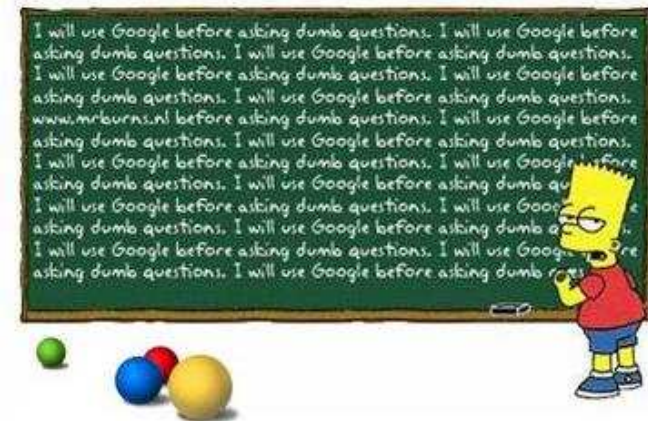 I will use Google before asking dumb questions. I will use Google before
asking dumb questions. I will use Google before asking dumb questions.
I will use Google before asking dumb questions. I will use Google before
asking dumb questions. I will use Google before asking dumb questions.
www.mrburns.nl before asking dumb questions. I will use Google before
asking dumb questions. I will use Google before asking dumb questions.
I will use Google before asking dumb questions. I will use Google before
asking dumb questions. I will use Google before asking dumb
I will use Google before asking dumb questions. I will use
asking dumb questions. I will use Google before asking dumb
I will use Google before asking dumb questions. I will use
asking dumb questions. I will use Google before asking dumb